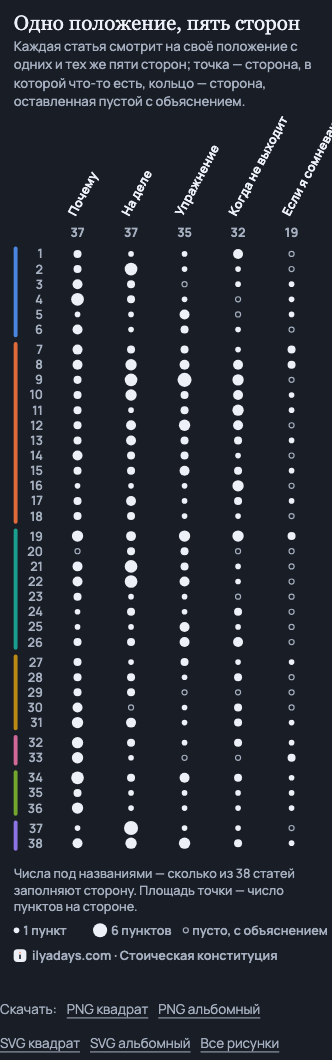 Одно положение, пять сторон
Каждая статья смотрит на своё положение с
одних и тех же пяти сторон; точка — сторона, в
которой что-то есть, кольцо — сторона,
оставленная пустой с объяснением.
Почему
На деле
Упражнение
Когда не выходит
Если я
37 37 35 32 19
1
2
3
4
5
6
7
8
9
10
11
12
13
14
15
16
17
18
19
20
21
22
23
24
25
26
27
28
29
30
31
32
33
34
35
36
37
38
Числа под названиями — сколько из 38 статей
заполняют сторону. Площадь точки — число
пунктов на стороне.
1 пункт 6 пунктов пусто, с объяснением
ilyadays.com · Стоическая конституция
Скачать: PNG квадрат PNG альбомный
SVG квадрат SVG альбомный Все рисунки